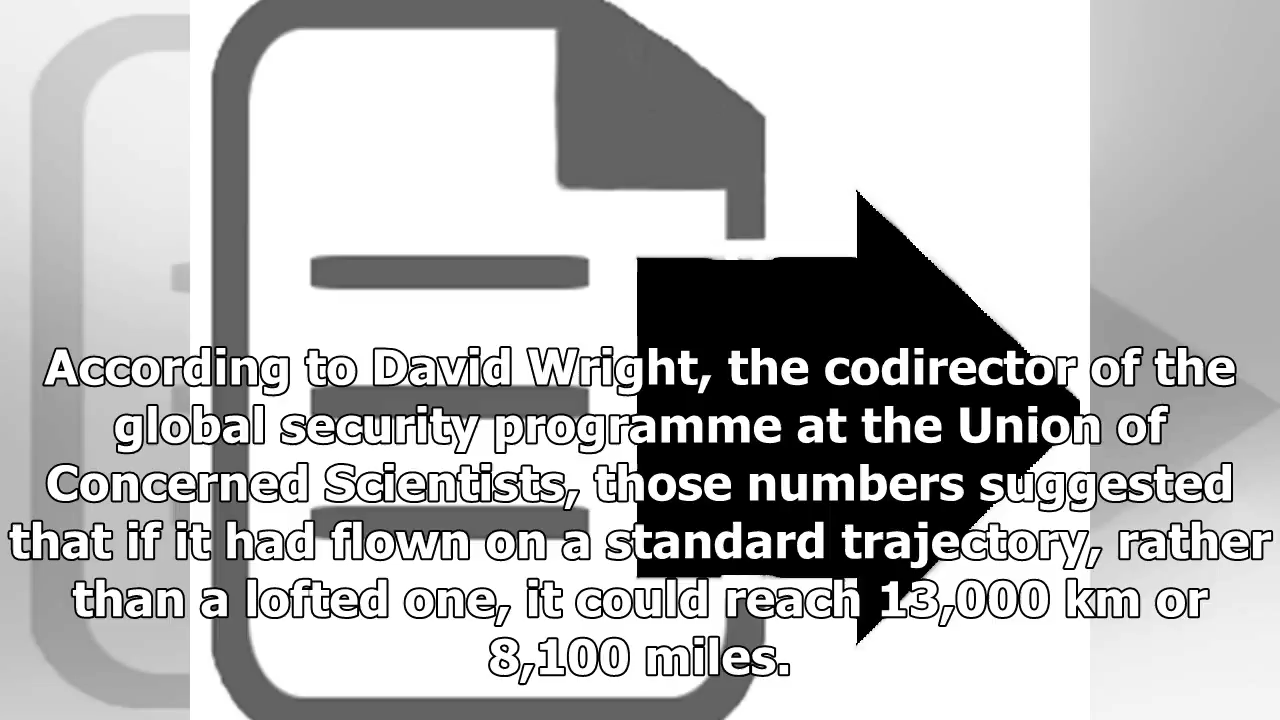 According to David Wright, the codirector of the
global security programme at the Union of
Concerned Scientists, those numbers suggested
that if it had flown on a standard trajectory, rather
than a lofted one, it could reach 13,000 km or
8,100 miles.